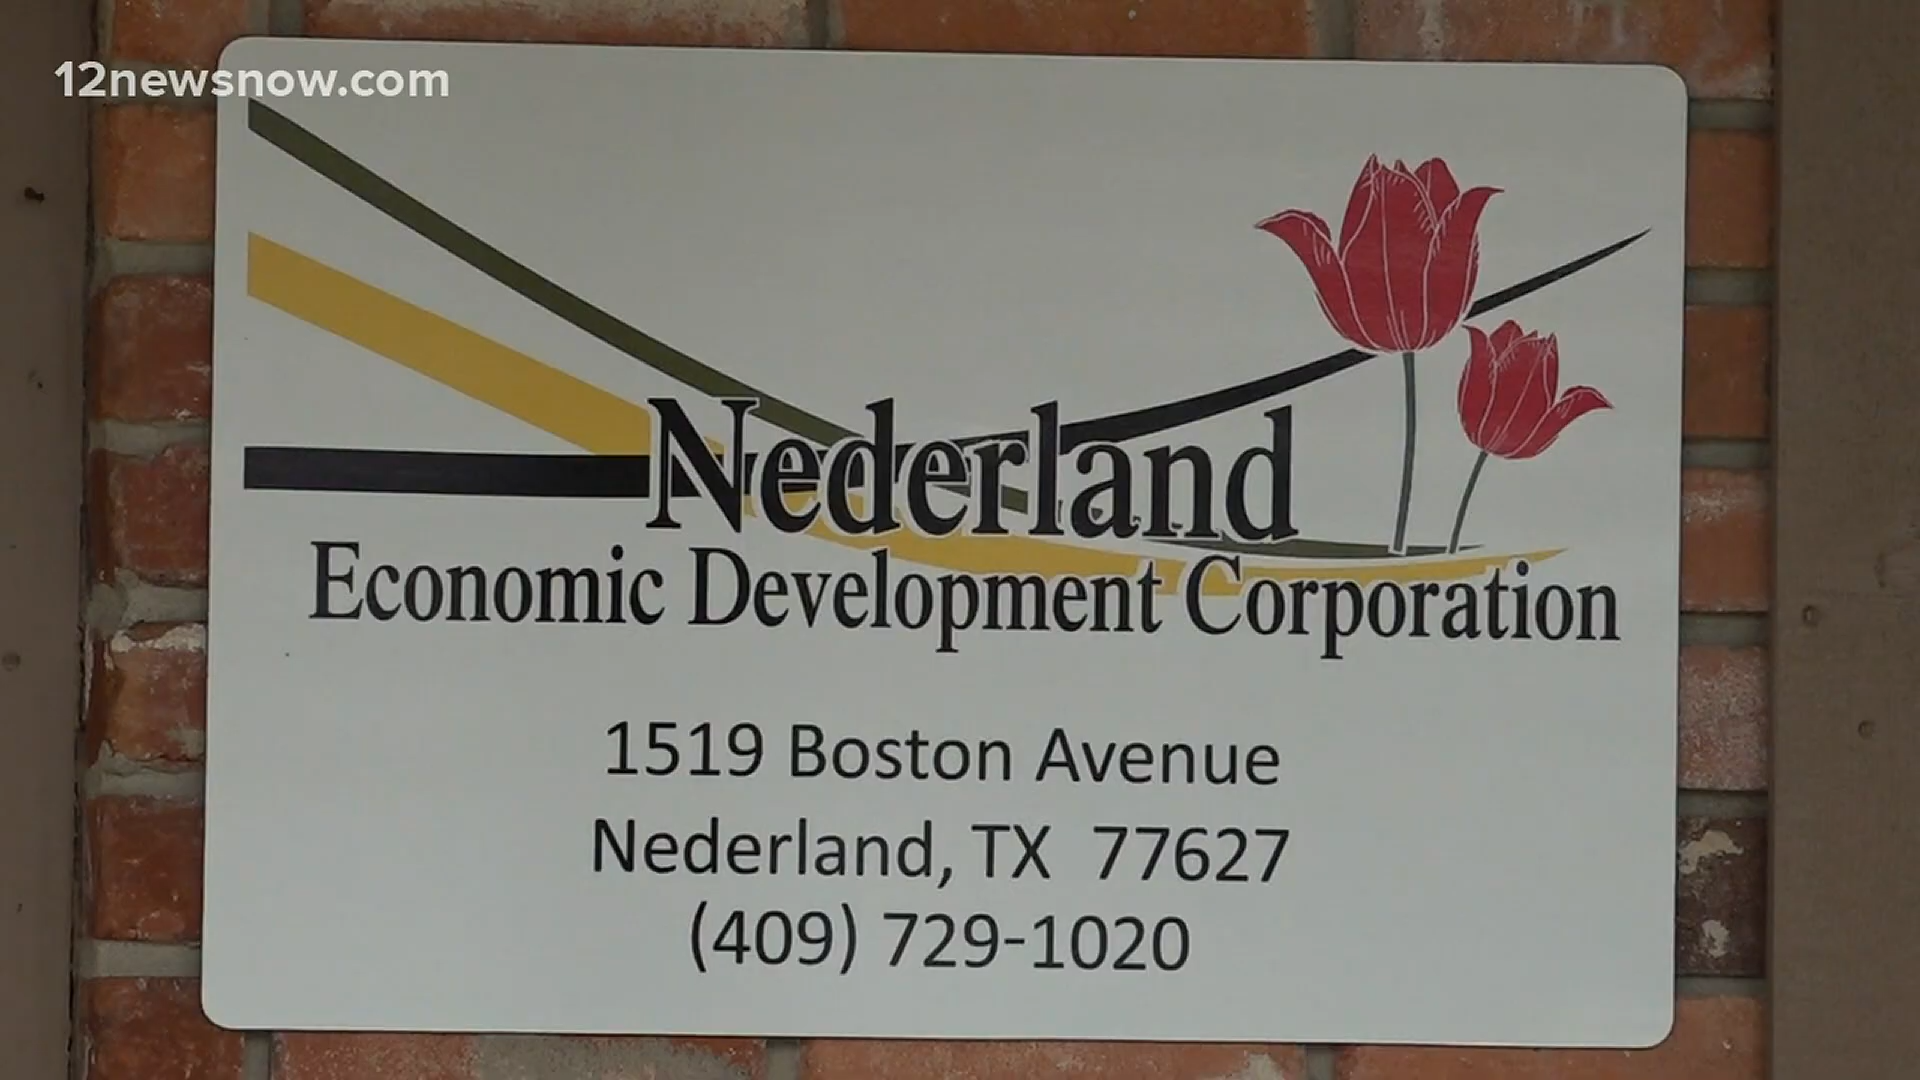 12newsnow.com
Nederland
Economic Development Corporation
1519 Boston Avenue
Nederland, TX 77627
(409) 729-1020